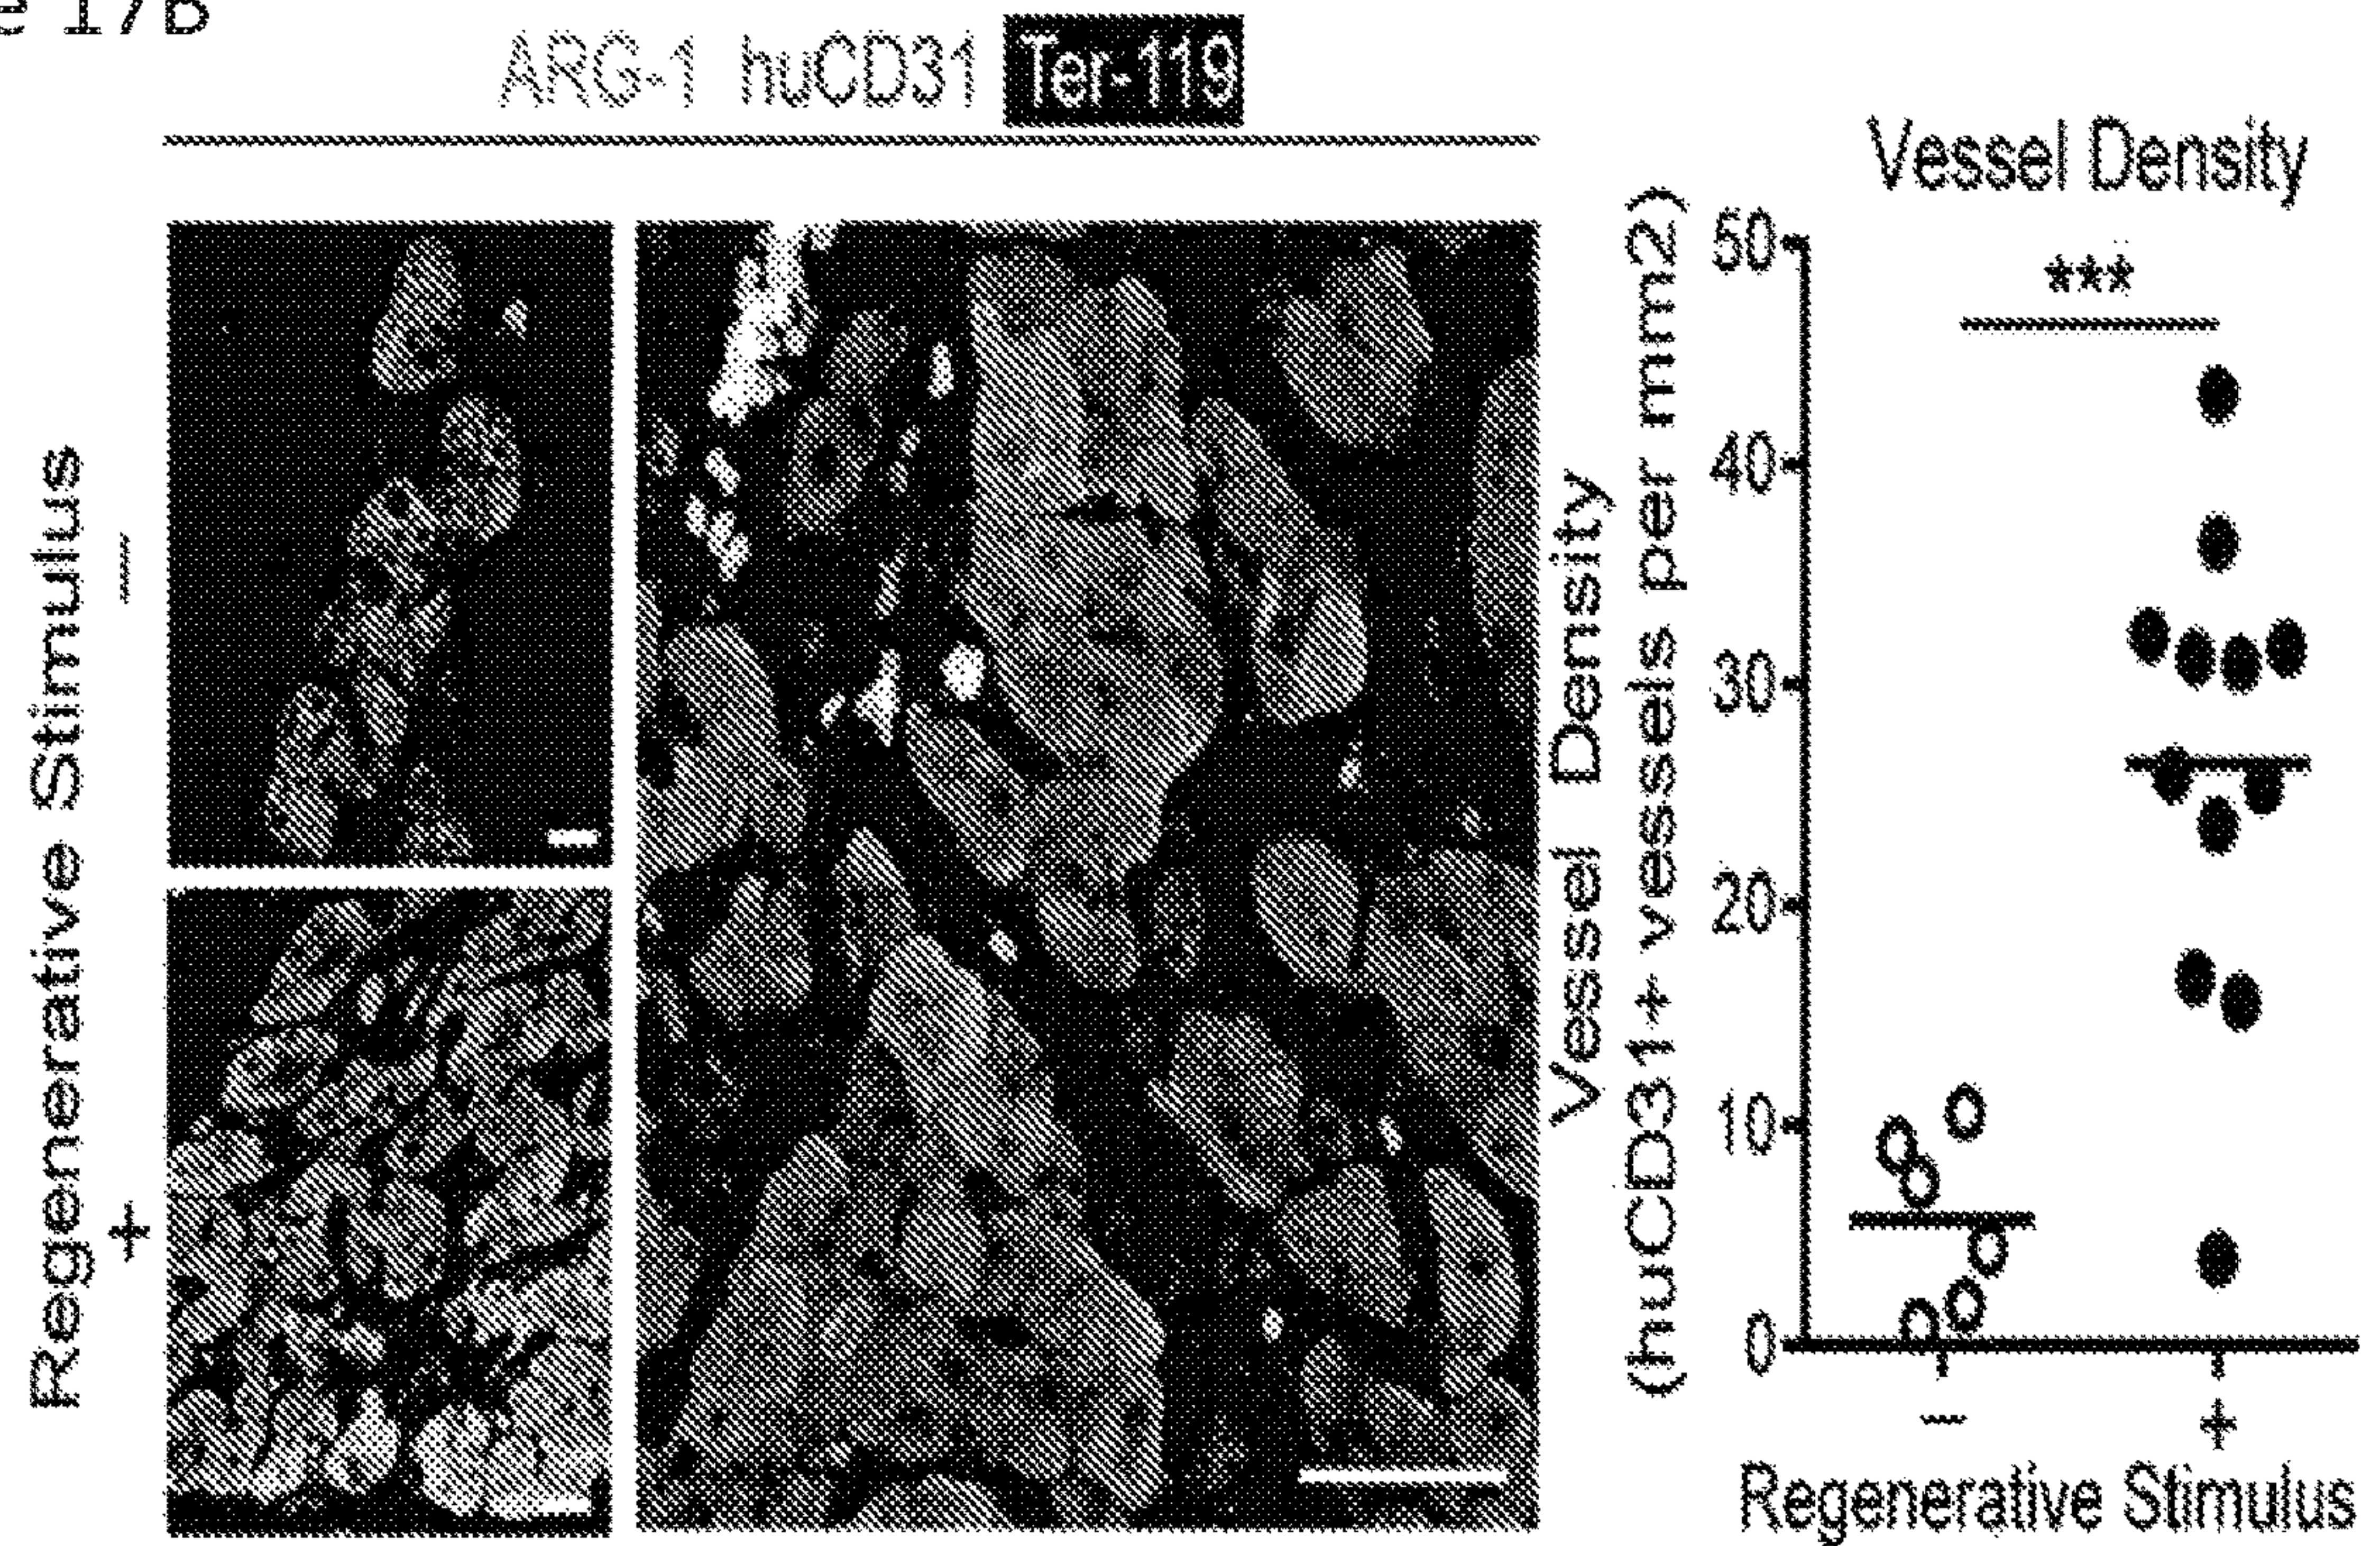 17B
ARG-1 huCD31 Ter-119
Regenerative Stimulus
−
+
Vessel Density
***
Vessel Density
(huCD31+ vessels per mm2)
50
40
30
20
10
0
− +
Regenerative Stimulus